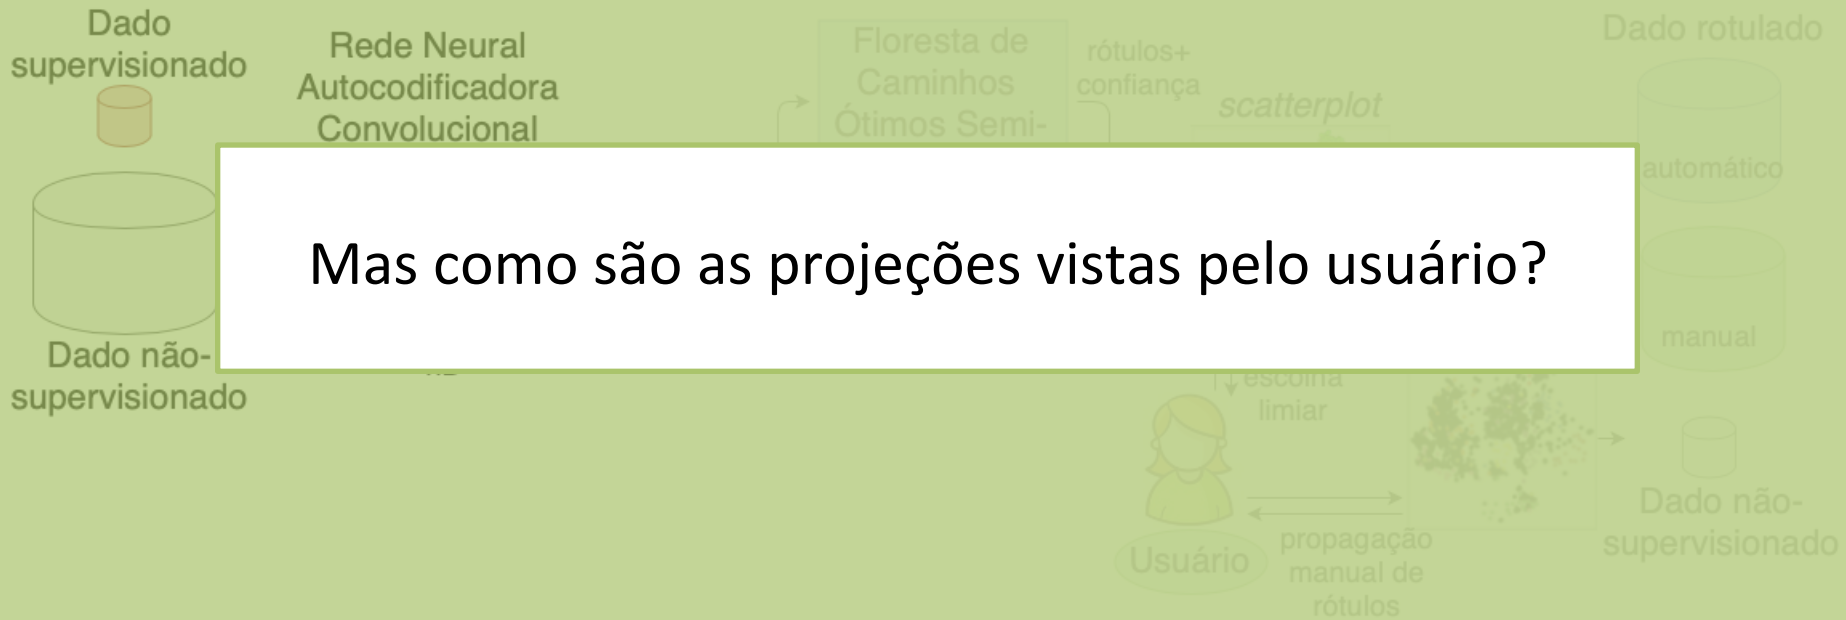 Dado
supervisionado
Rede Neural
Autocodificadora
Convolucional
Floresta de
Caminhos
Ótimos Semi-
rótulos+
confiança
scatterplot
Dado rotulado
automático
Mas como são as projeções vistas pelo usuário?
manual
Dado não-
supervisionado
escolha
limiar
Usuário
propagação
manual de
rótulos
Dado não-
supervisionado